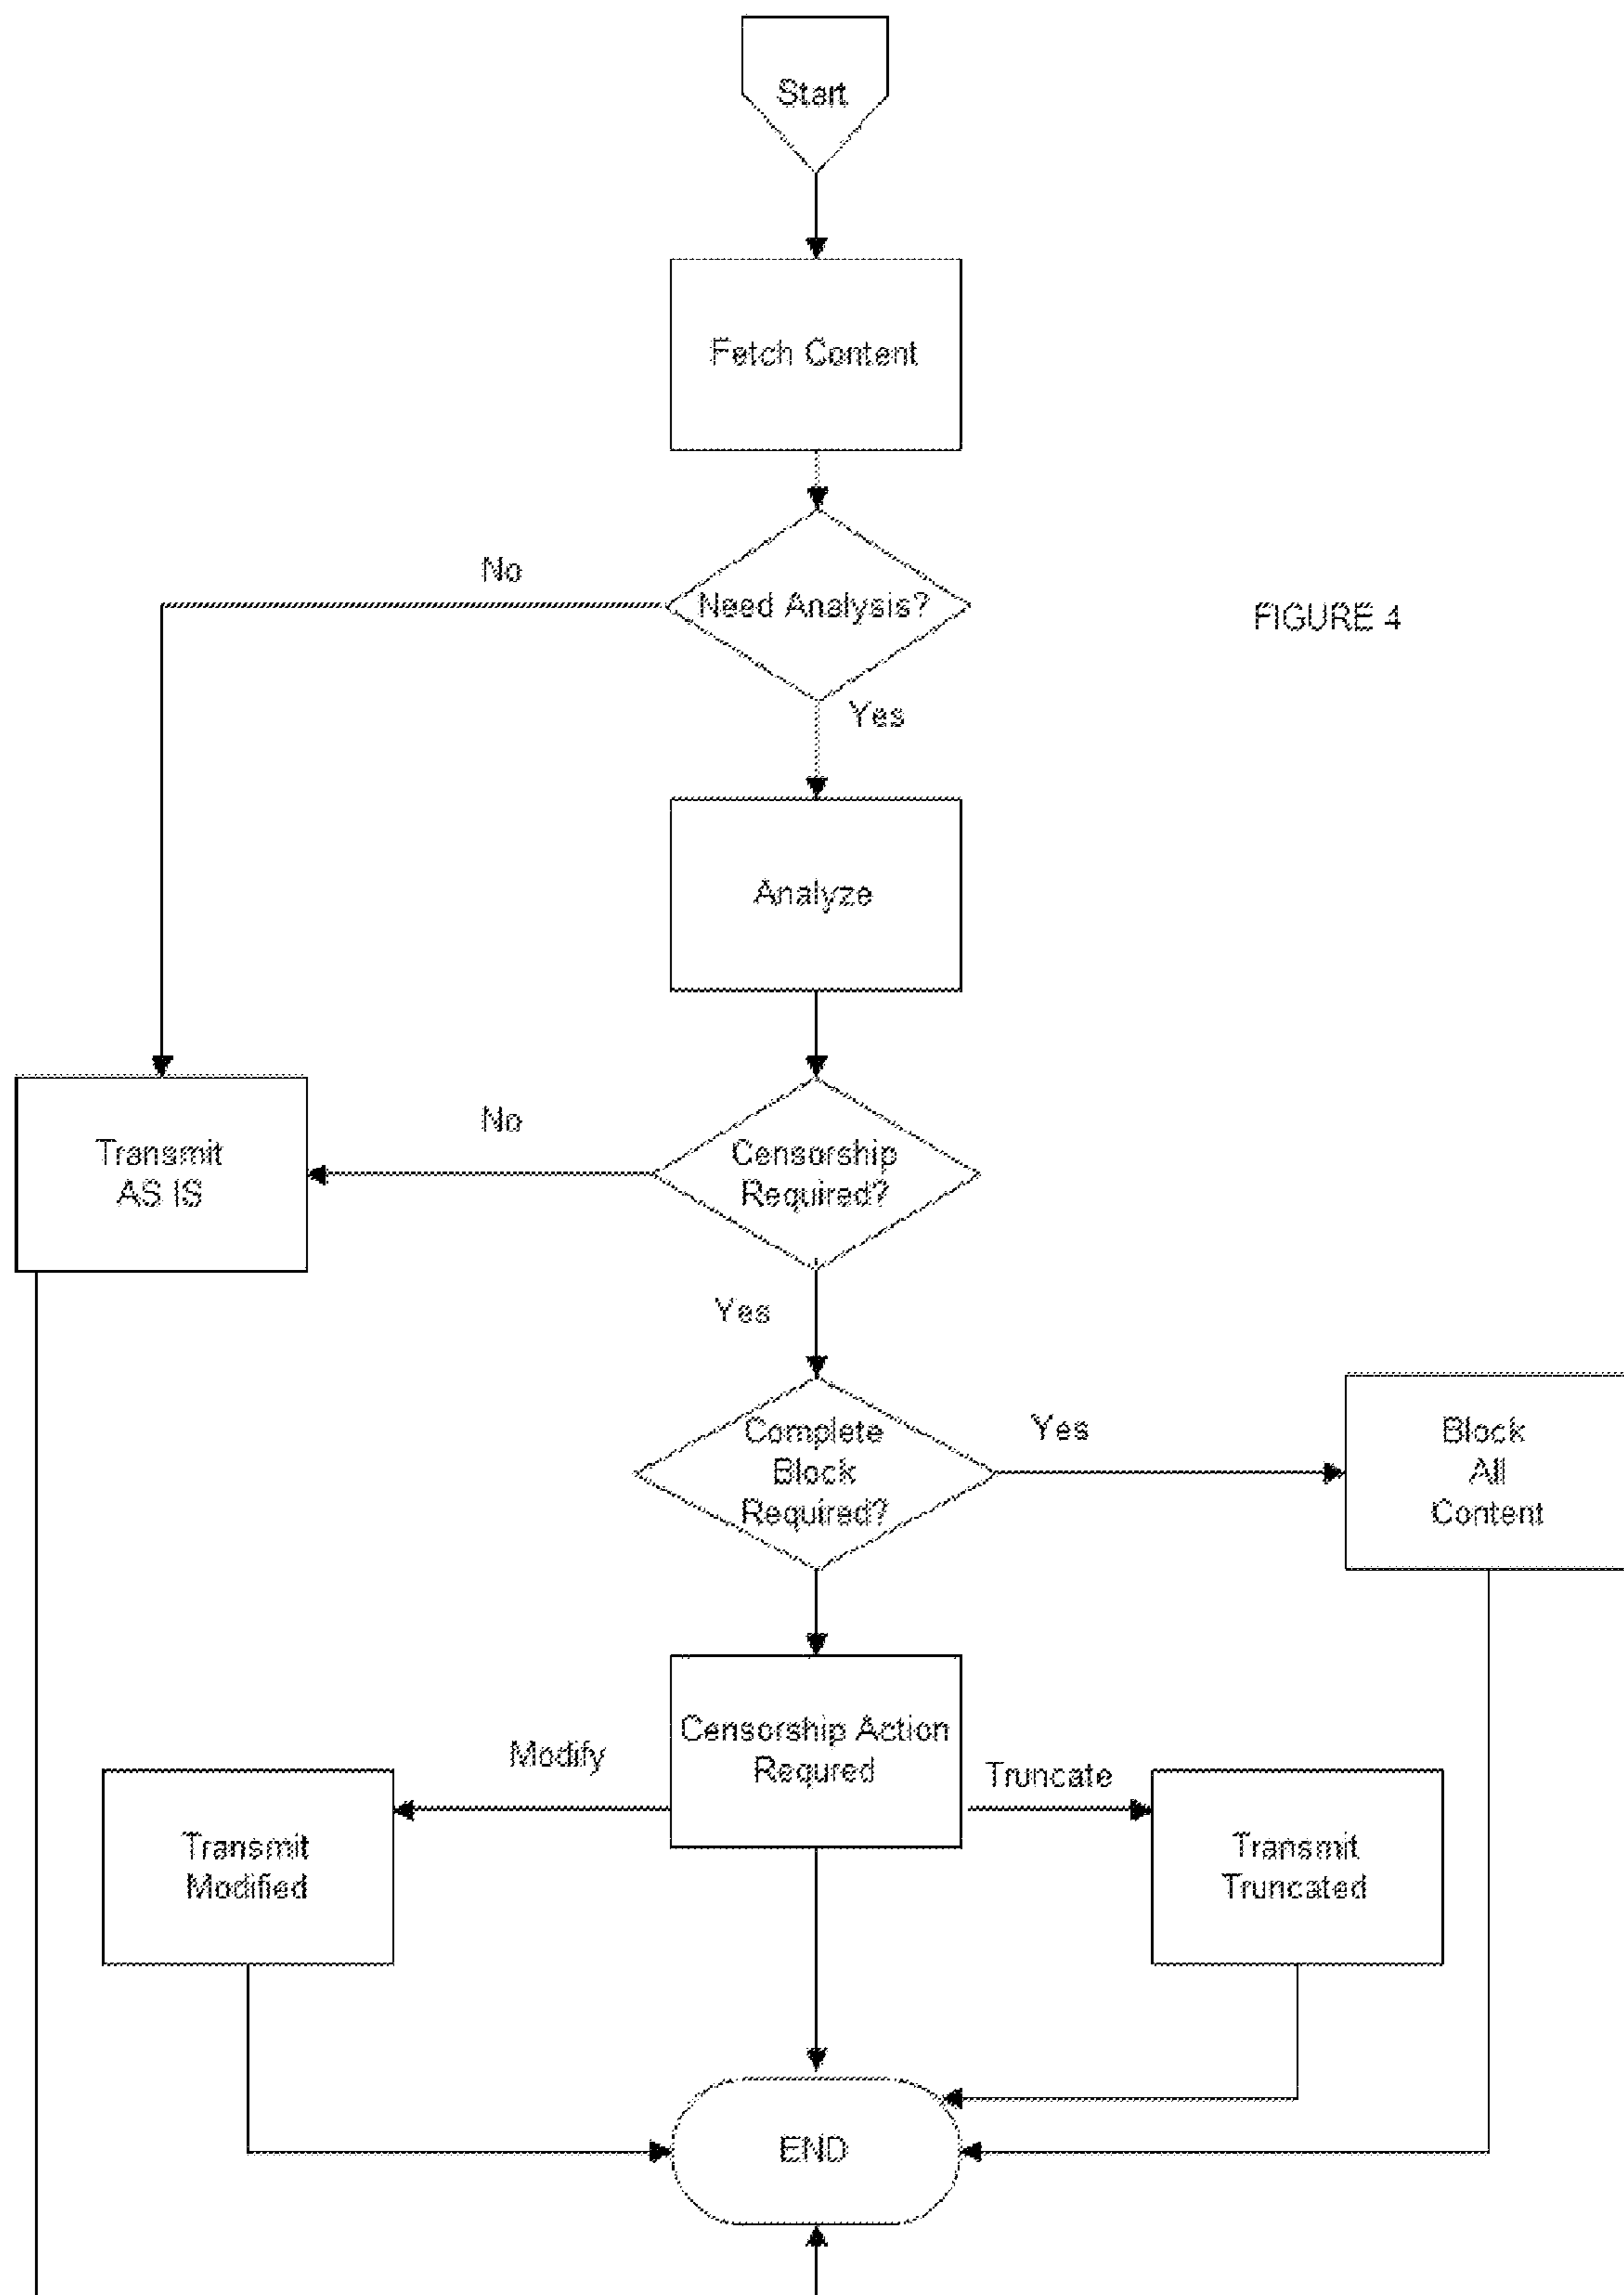 Start
Fetch Content
No
Need Analysis?
FIGURE 4
Yes
Analyze
No
Transmit
AS IS
Censorship
Required?
Yes
Complete
Block
Required?
Yes
Block
All
Content
Censorship Action
Requred
Modify
Truncate
Transmit
Modified
Transmit
Truncated
END